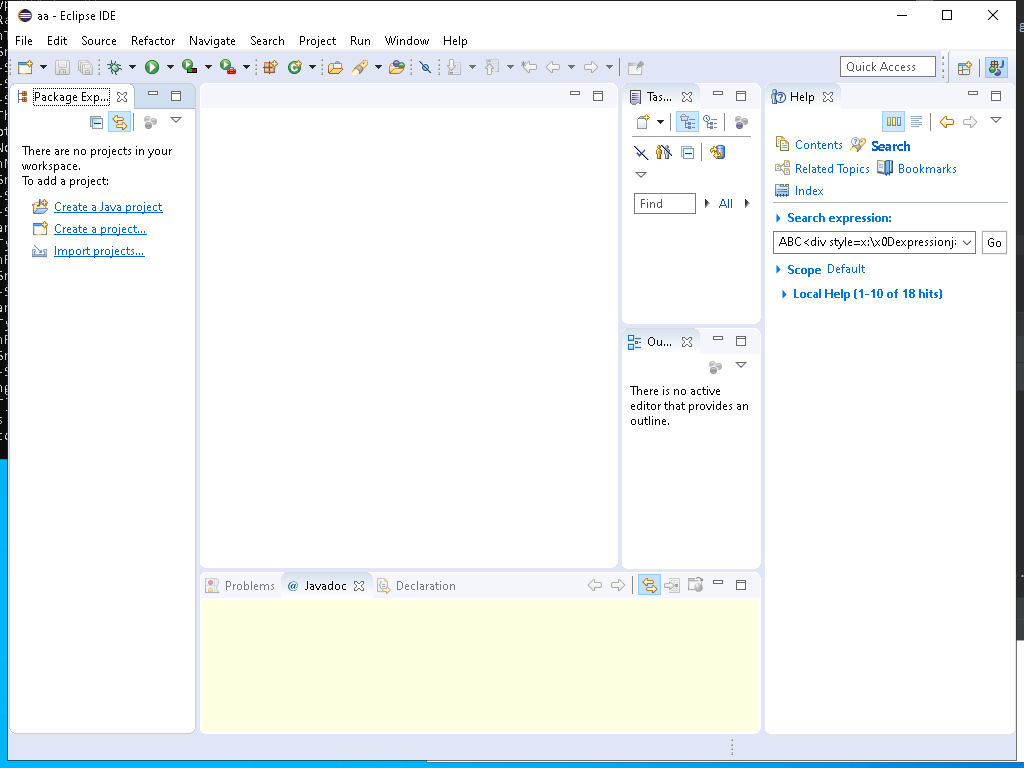 aa - Eclipse IDE
File Edit Source Refactor Navigate Search Project Run Window Help
Quick Access
Package Exp...
There are no projects in your
workspace.
To add a project:
Create a Java project
Create a project...
Import projects...
Tas...
Find
All
Ou...
There is no active
editor that provides an
outline.
Problems @ Javadoc Declaration
Help
Contents Search
Related Topics Bookmarks
Index
Search expression:
ABC<div style=x:\x0Dexpression Go
Scope Default
Local Help (1-10 of 18 hits)